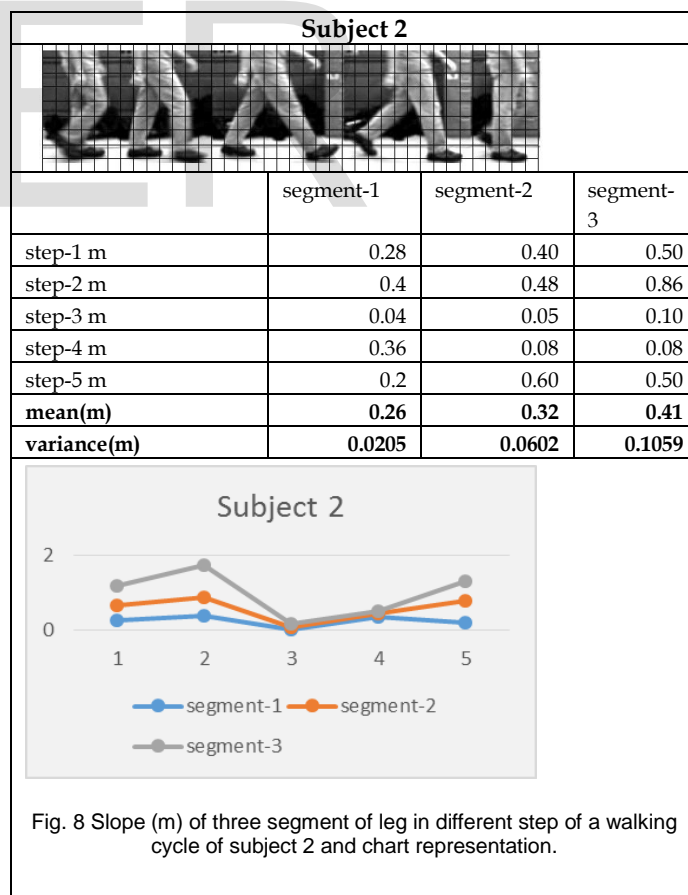 ER
Subject 2
segment-1 segment-2 segment-
3
step-1 m 0.28 0.40 0.50
step-2 m 0.4 0.48 0.86
step-3 m 0.04 0.05 0.10
step-4 m 0.36 0.08 0.08
step-5 m 0.2 0.60 0.50
mean(m) 0.26 0.32 0.41
variance(m) 0.0205 0.0602 0.1059
Subject 2
2
0
1 2 3 4 5
segment-1 segment-2
segment-3
Fig. 8 Slope (m) of three segment of leg in different step of a walking
cycle of subject 2 and chart representation.